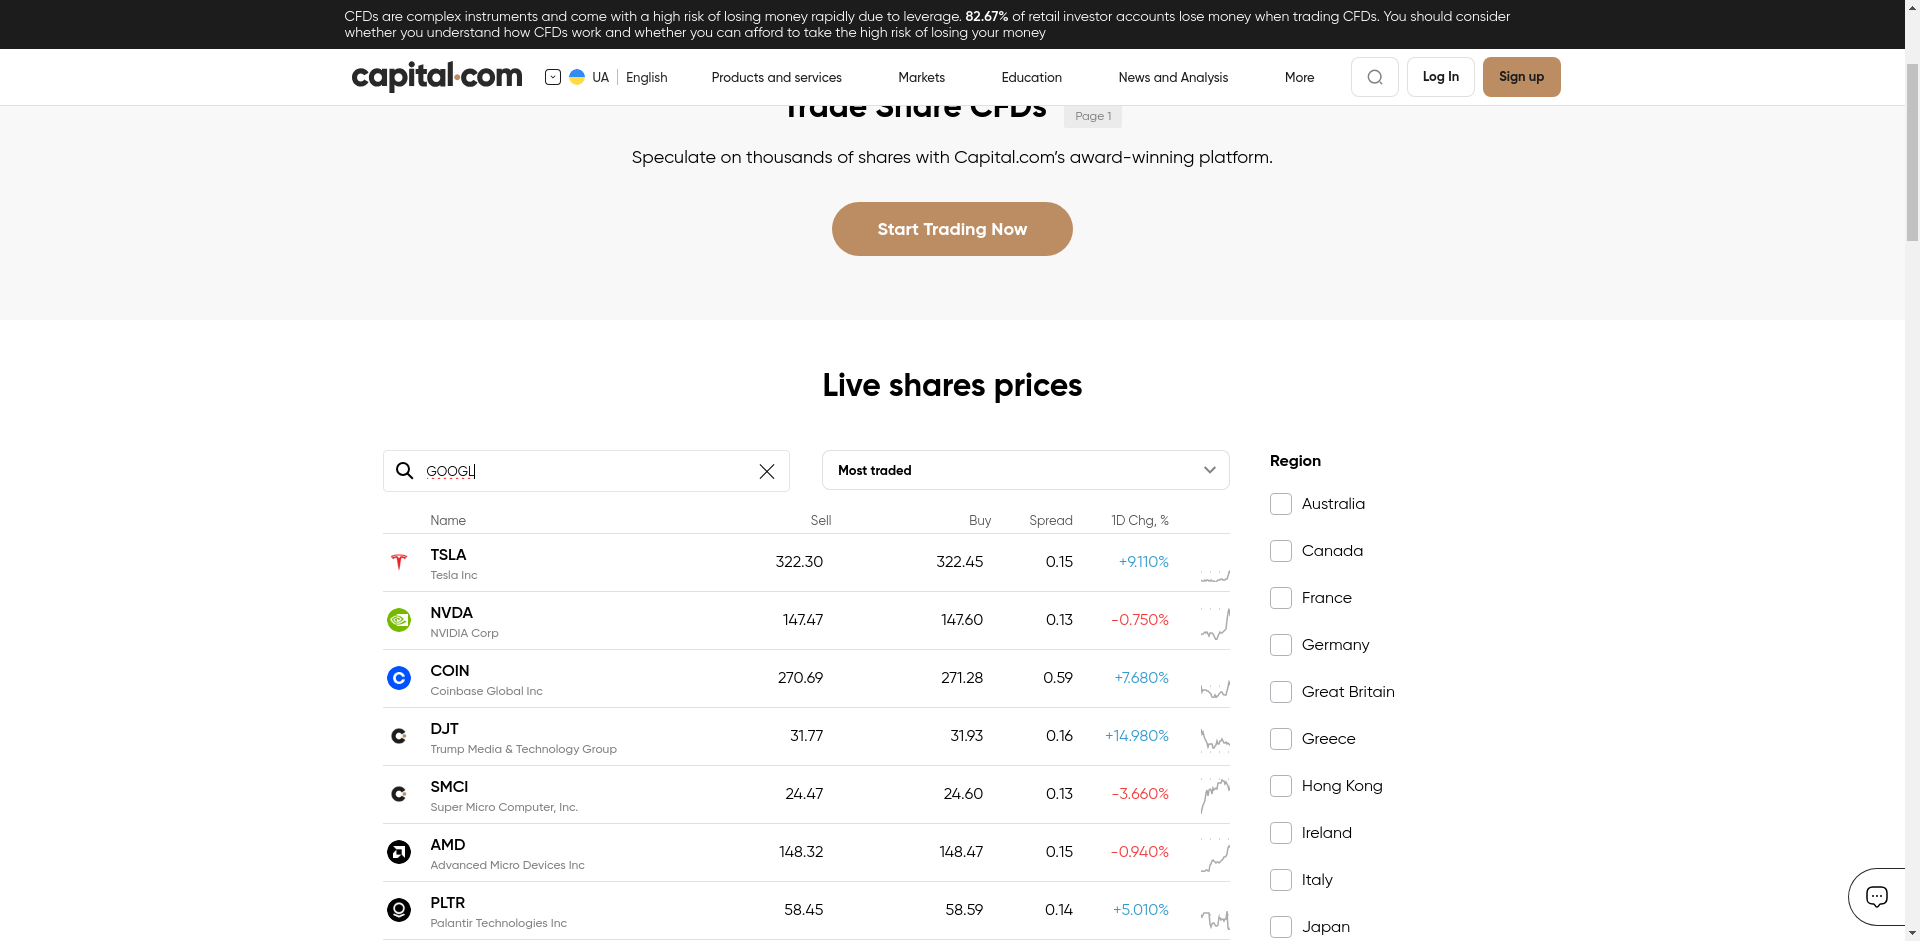 CFDs are complex instruments and come with a high risk of losing money rapidly due to leverage. 82.67% of retail investor accounts lose money when trading CFDs. You should consider
whether you understand how CFDs work and whether you can afford to take the high risk of losing your money
capital.com
UA English
Products and services
Markets
Education
News and Analysis
More
Log In
Sign up
Trade Share CFDs
Page 1
Speculate on thousands of shares with Capital.com’s award-winning platform.
Start Trading Now
Live shares prices
GOOGL
Most traded
Name Sell Buy Spread 1D Chg, %
TSLA 322.30 322.45 0.15 +9.110%
Tesla Inc
NVDA 147.47 147.60 0.13 -0.750%
NVIDIA Corp
COIN 270.69 271.28 0.59 +7.680%
Coinbase Global Inc
DJT 31.77 31.93 0.16 +14.980%
Trump Media & Technology Group
SMCI 24.47 24.60 0.13 -3.660%
Super Micro Computer, Inc.
AMD 148.32 148.47 0.15 -0.940%
Advanced Micro Devices Inc
PLTR 58.45 58.59 0.14 +5.010%
Palantir Technologies Inc
Region
Australia
Canada
France
Germany
Great Britain
Greece
Hong Kong
Ireland
Italy
Japan